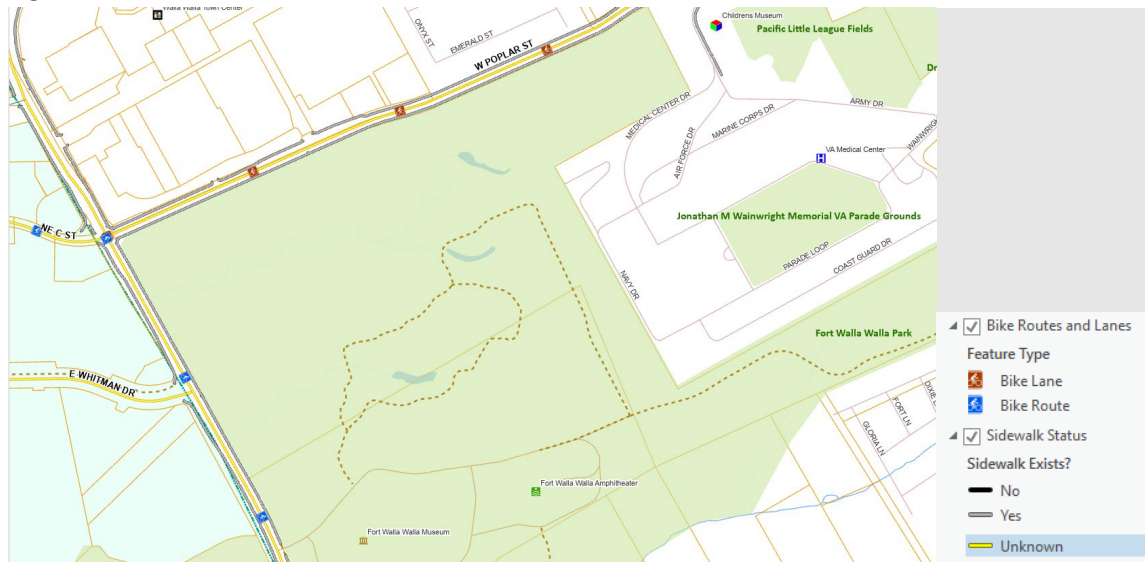 Walla Walla Town Center
ONYX ST
EMERALD ST
W POPLAR ST
Childrens Museum
Pacific Little League Fields
Dr
MEDICAL CENTER DR
AIR FORCE DR
MARINE CORPS DR
ARMY DR
WAINWRIGH
VA Medical Center
H
NE C ST
Jonathan M Wainwright Memorial VA Parade Grounds
PARADE LOOP
COAST GUARD DR
NAVY DR
Fort Walla Walla Park
E WHITMAN DR
DIXIE
FORT LN
GLORIA LN
Fort Walla Walla Amphitheater
Fort Walla Walla Museum
Bike Routes and Lanes
Feature Type
Bike Lane
Bike Route
Sidewalk Status
Sidewalk Exists?
No
Yes
Unknown